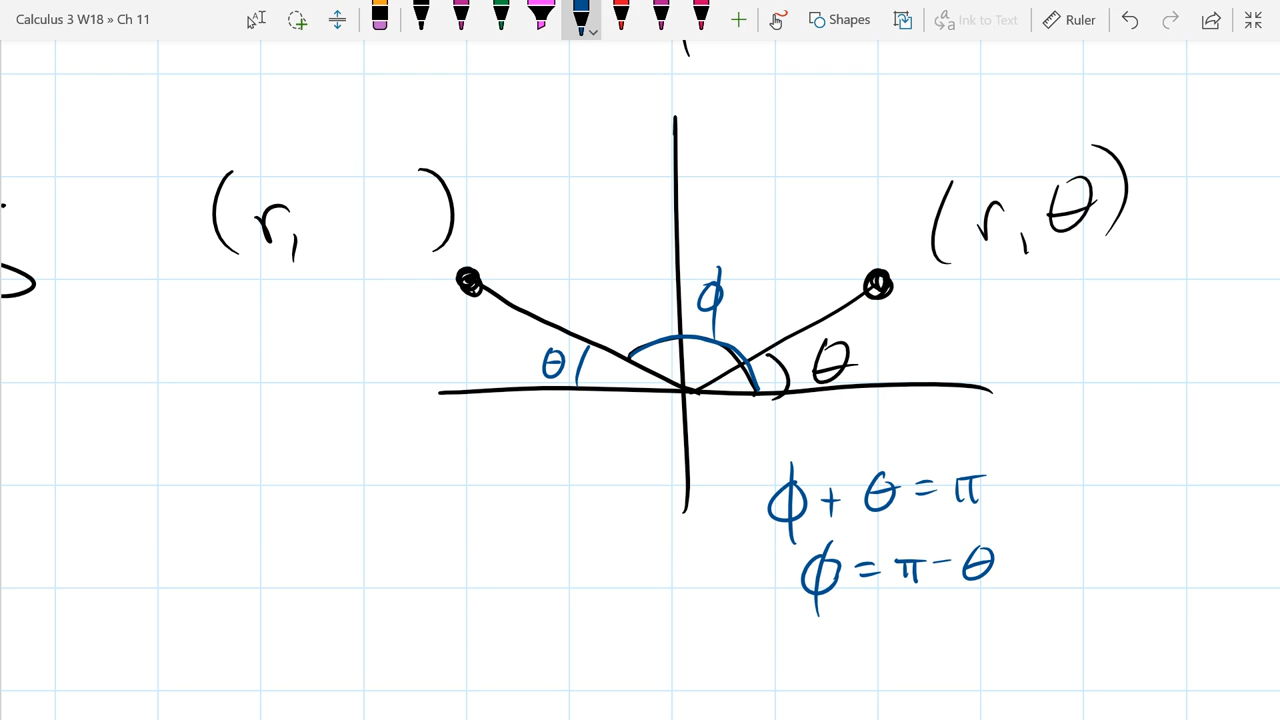 Calculus 3 W18 » Ch 11
Shapes
Ink to Text
Ruler
(r, )
(r, θ)
ϕ
θ
θ
ϕ + θ = π
ϕ = π - θ